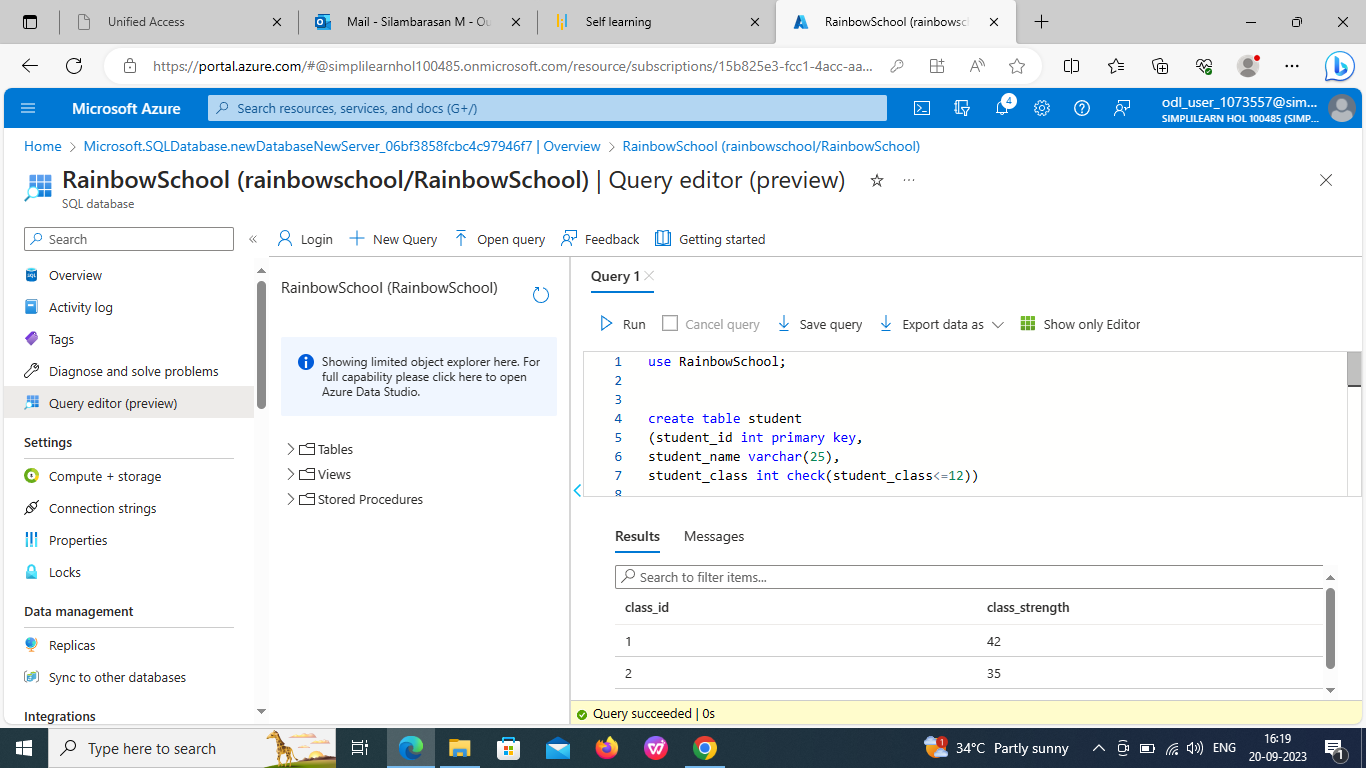 Unified Access
Mail - Silambarasan M - Ou
Self learning
RainbowSchool (rainbowscl
https://portal.azure.com/#@simplilearnhol100485.onmicrosoft.com/resource/subscriptions/15b825e3-fcc1-4acc-aa...
Microsoft Azure
Search resources, services, and docs (G+/)
4
odl_user_1073557@sim...
SIMPLILEARN HOL 100485 (SIMP...
Home > Microsoft.SQLDatabase.newDatabaseNewServer_06bf3858fcbc4c97946f7 | Overview > RainbowSchool (rainbowschool/RainbowSchool)
RainbowSchool (rainbowschool/RainbowSchool) | Query editor (preview)
SQL database
Search
Login
New Query
Open query
Feedback
Getting started
Overview
Activity log
Tags
Diagnose and solve problems
Query editor (preview)
Settings
Compute + storage
Connection strings
Properties
Locks
Data management
Replicas
Sync to other databases
Integrations
RainbowSchool (RainbowSchool)
Showing limited object explorer here. For
full capability please click here to open
Azure Data Studio.
Tables
Views
Stored Procedures
Query 1
Run
Cancel query
Save query
Export data as
Show only Editor
1 use RainbowSchool;
2
3
4 create table student
5 (student_id int primary key,
6 student_name varchar(25),
7 student_class int check(student_class<=12))
8
Results
Messages
Search to filter items...
class_id class_strength
1 42
2 35
Query succeeded | 0s
Type here to search
1
34°C Partly sunny
ENG
16:19
20-09-2023
1